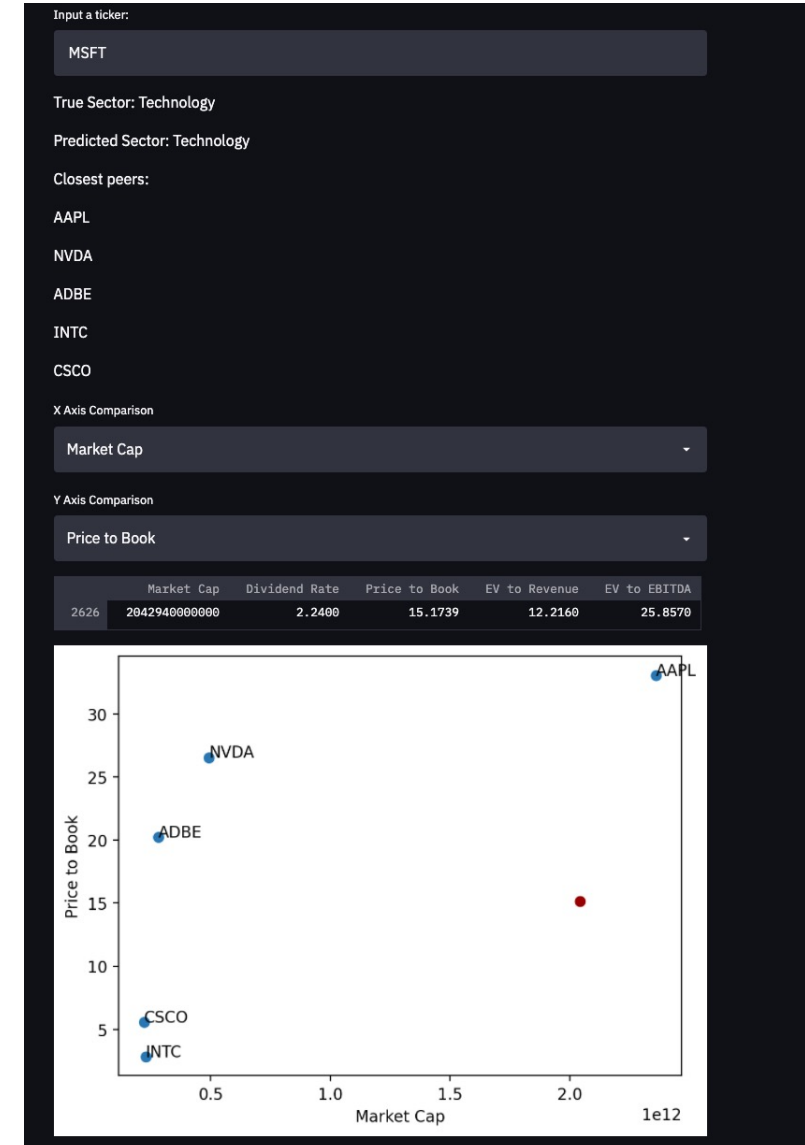 Input a ticker:
MSFT
True Sector: Technology
Predicted Sector: Technology
Closest peers:
AAPL
NVDA
ADBE
INTC
CSCO
X Axis Comparison
Market Cap
Y Axis Comparison
Price to Book
Market Cap Dividend Rate Price to Book EV to Revenue EV to EBITDA
2626 2042940000000 2.2400 15.1739 12.2160 25.8570
AAPL
30
NVDA
25
ADBE
20
Price to Book
15
10
CSCO
5
INTC
0.5 1.0 1.5 2.0
Market Cap 1e12